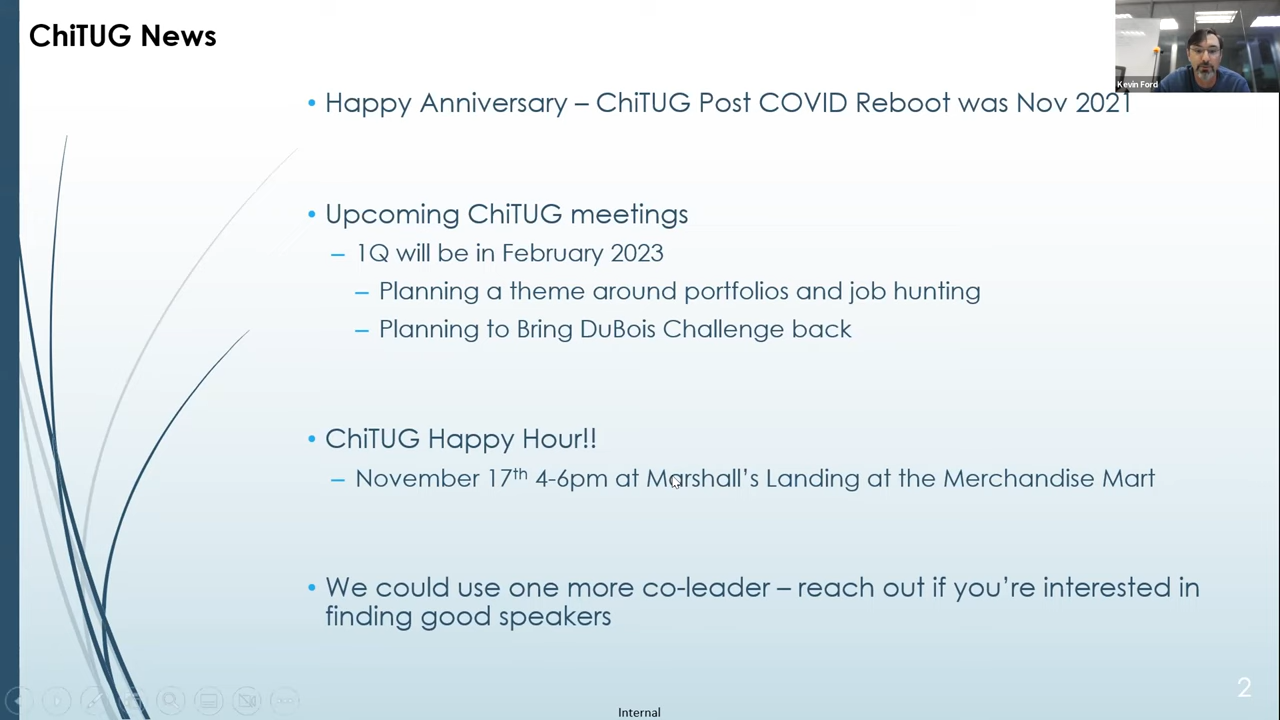 ChiTUG News
Kevin Ford
• Happy Anniversary – ChiTUG Post COVID Reboot was Nov 2021
• Upcoming ChiTUG meetings
– 1Q will be in February 2023
– Planning a theme around portfolios and job hunting
– Planning to Bring DuBois Challenge back
• ChiTUG Happy Hour!!
– November 17th 4-6pm at Marshall's Landing at the Merchandise Mart
• We could use one more co-leader – reach out if you're interested in
finding good speakers
2
Internal